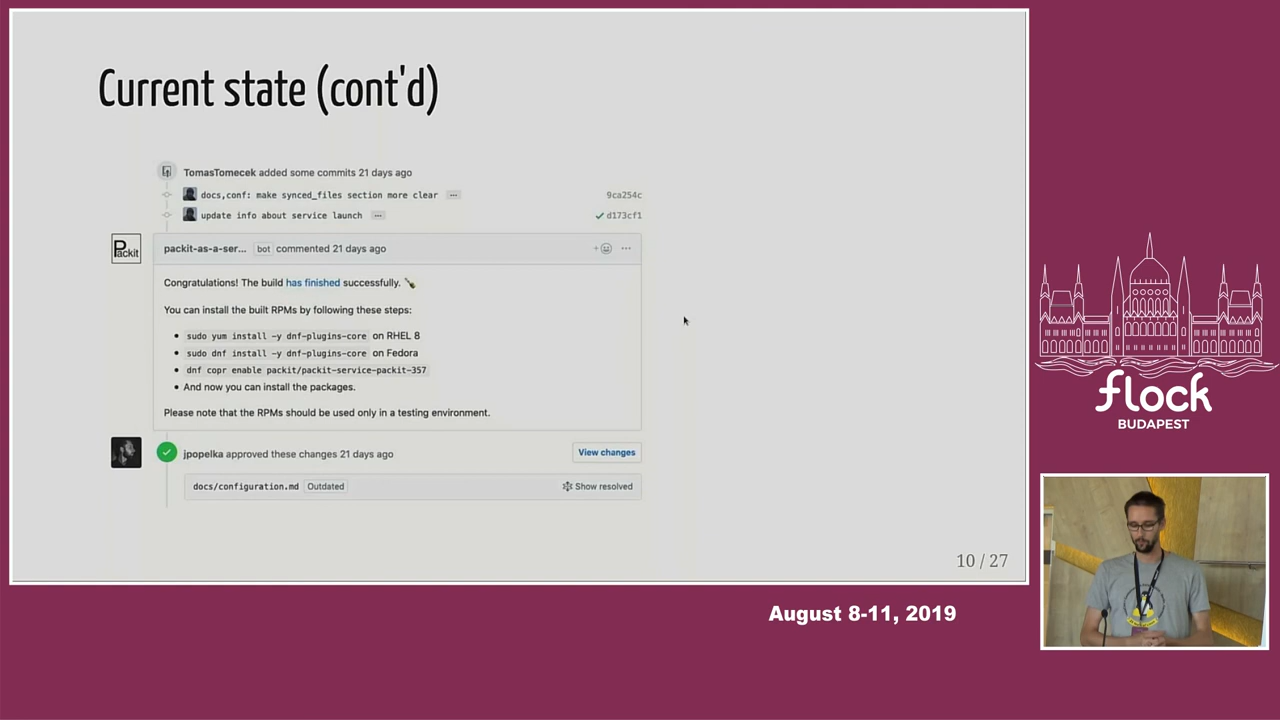 Current state (cont'd)
TomasTomecek added some commits 21 days ago
docs,conf: make synced_files section more clear ... 9ca254c
update info about service launch ... d173cf1
Packit
packit-as-a-ser... bot commented 21 days ago
Congratulations! The build has finished successfully.
You can install the built RPMs by following these steps:
sudo yum install -y dnf-plugins-core on RHEL 8
sudo dnf install -y dnf-plugins-core on Fedora
dnf copr enable packit/packit-service-packit-357
And now you can install the packages.
Please note that the RPMs should be used only in a testing environment.
jpopelka approved these changes 21 days ago View changes
docs/configuration.md Outdated Show resolved
10 / 27
flock
BUDAPEST
August 8-11, 2019